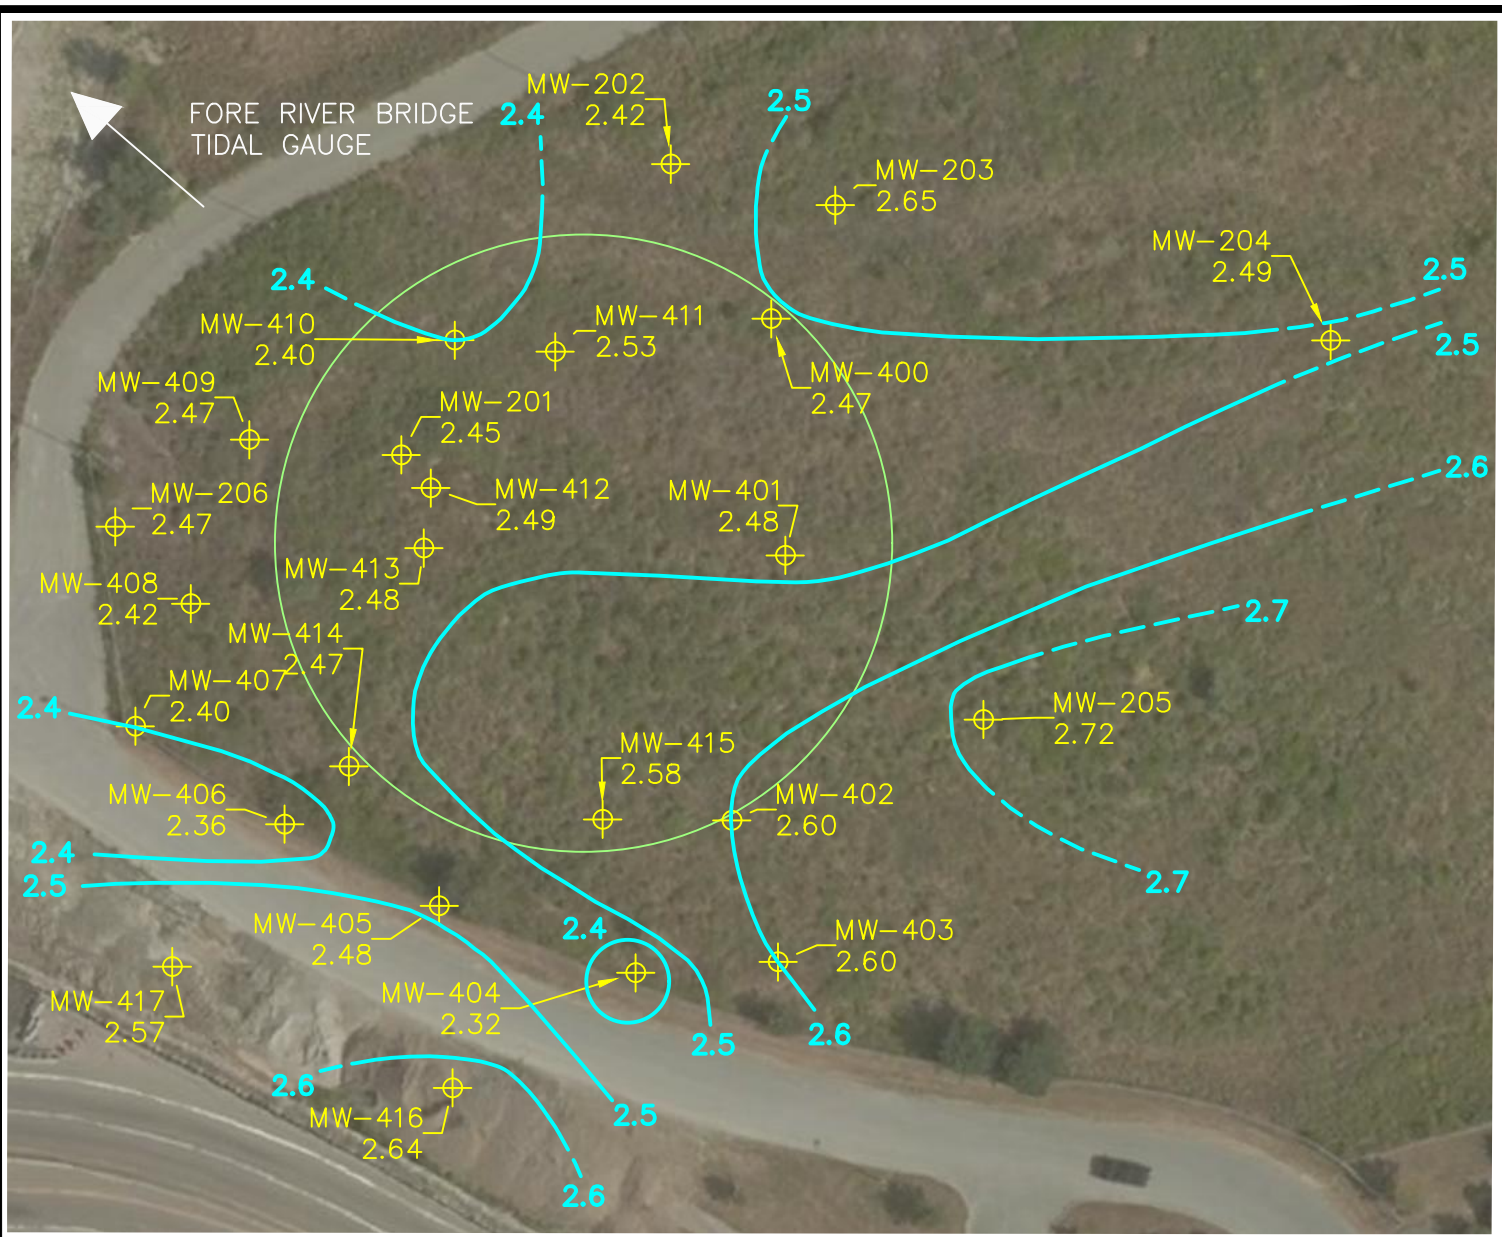 MW-202
2.42
2.5
FORE RIVER BRIDGE
TIDAL GAUGE
2.4
MW-203
2.65
MW-204
2.49
2.5
2.4
MW-410
2.40
MW-411
2.53
2.5
MW-400
2.47
MW-409
2.47
MW-201
2.45
2.6
MW-206
2.47
MW-412
2.49
MW-401
2.48
MW-413
2.48
MW-408
2.42
2.7
MW-414
2.47
MW-407
2.40
2.4
MW-205
2.72
MW-415
2.58
MW-406
2.36
MW-402
2.60
2.4
2.5
2.7
MW-405
2.48
2.4
MW-403
2.60
MW-417
2.57
MW-404
2.32
2.5
2.6
2.6
MW-416
2.64
2.5
2.6